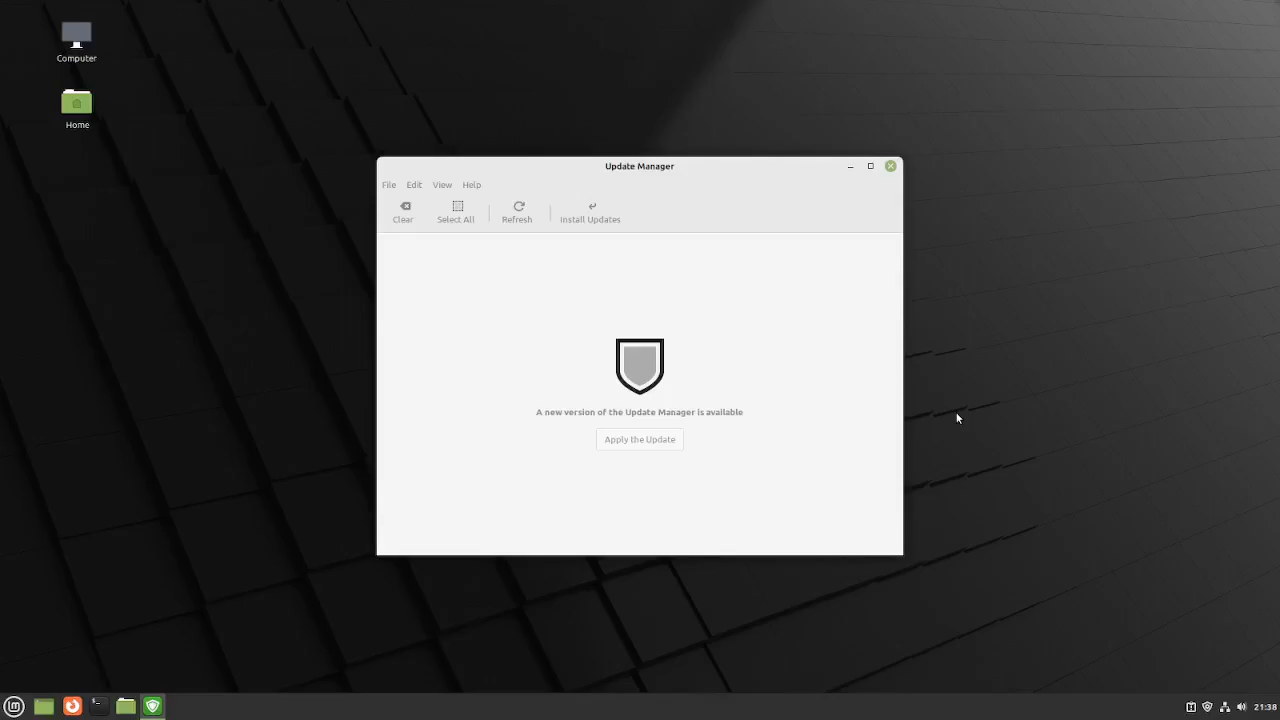 Computer
Home
Update Manager
File Edit View Help
Clear Select All Refresh Install Updates
A new version of the Update Manager is available
Apply the Update
21:38